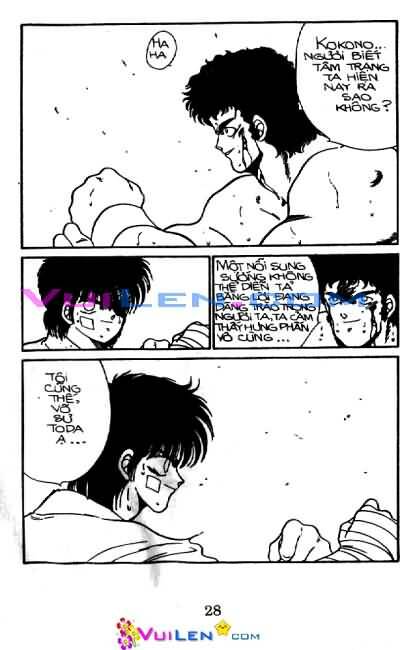 HA
HA
KOKONO...
NGƯƠI BIẾT
TÂM TRẠNG
TA HIỆN
NAY RA
SAO
KHÔNG?
MỘT NỖI SUNG
SƯỚNG KHÔNG
THỂ DIỄN TẢ
BẰNG LỜI ĐANG
DÂNG TRÀO TRONG
NGƯỜI TA, TA CẢM
THẤY HƯNG PHẤN
VÔ CÙNG...
VUILEN.COM
TÔI
CŨNG
THẾ,
VÕ
SƯ
TODA
Ạ...
28
VUILEN.COM